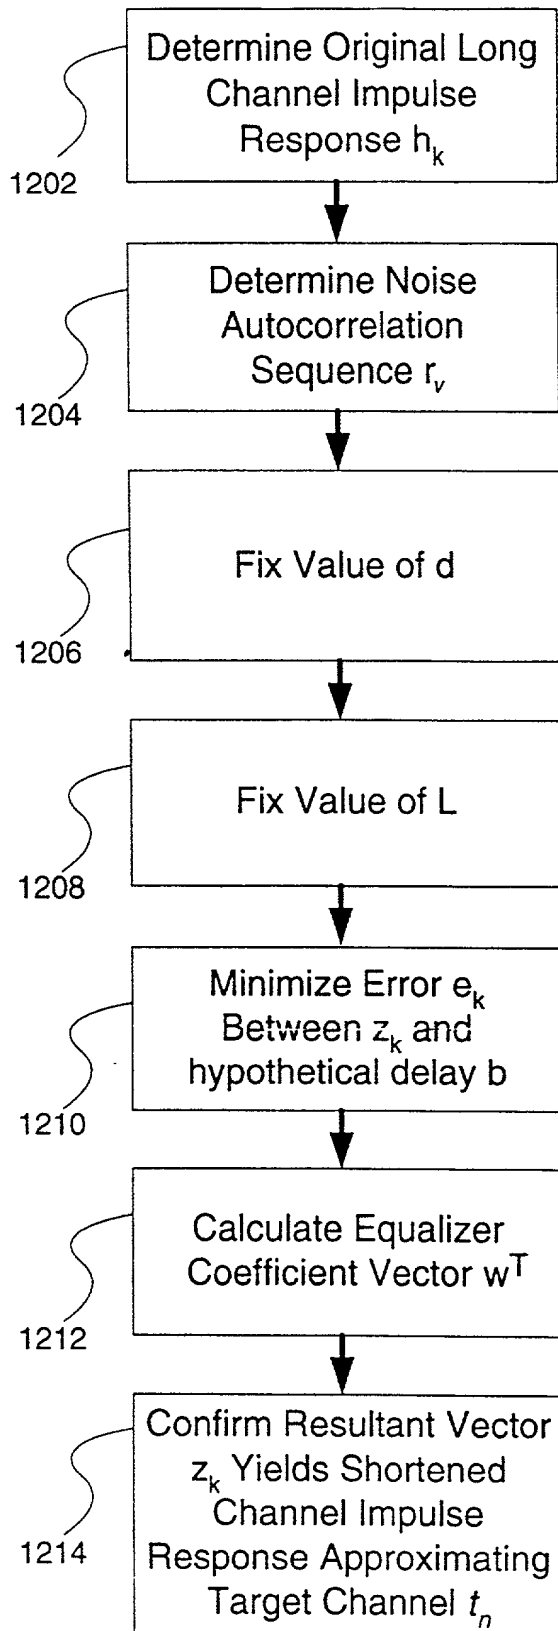 Determine Original Long
Channel Impulse
Response h_k
1202
Determine Noise
Autocorrelation
Sequence r_v
1204
Fix Value of d
1206
Fix Value of L
1208
Minimize Error e_k
Between z_k and
hypothetical delay b
1210
Calculate Equalizer
Coefficient Vector w^T
1212
Confirm Resultant Vector
z_k Yields Shortened
Channel Impulse
Response Approximating
Target Channel t_n
1214